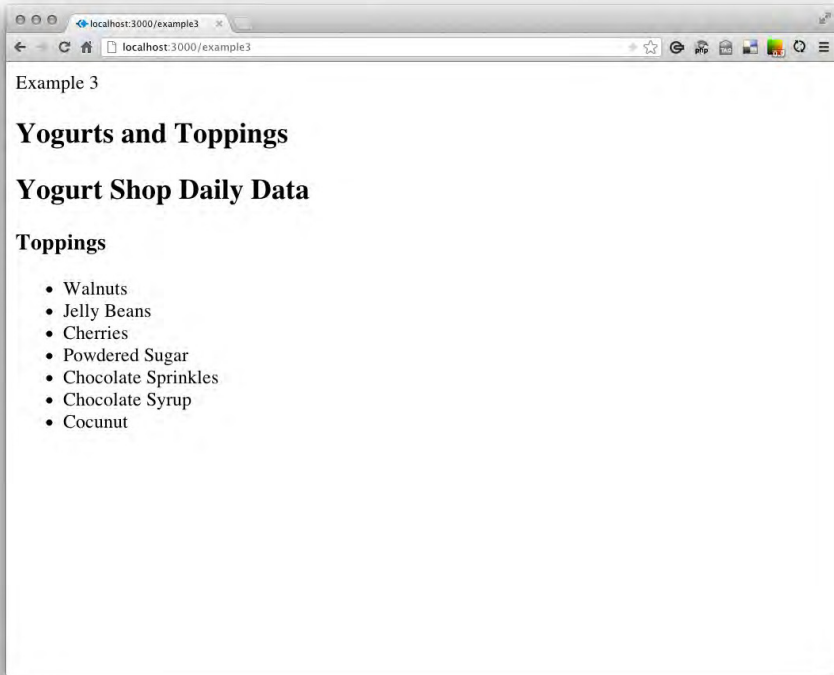 localhost:3000/example3
localhost:3000/example3
Example 3
Yogurts and Toppings
Yogurt Shop Daily Data
Toppings
Walnuts
Jelly Beans
Cherries
Powdered Sugar
Chocolate Sprinkles
Chocolate Syrup
Cocunut